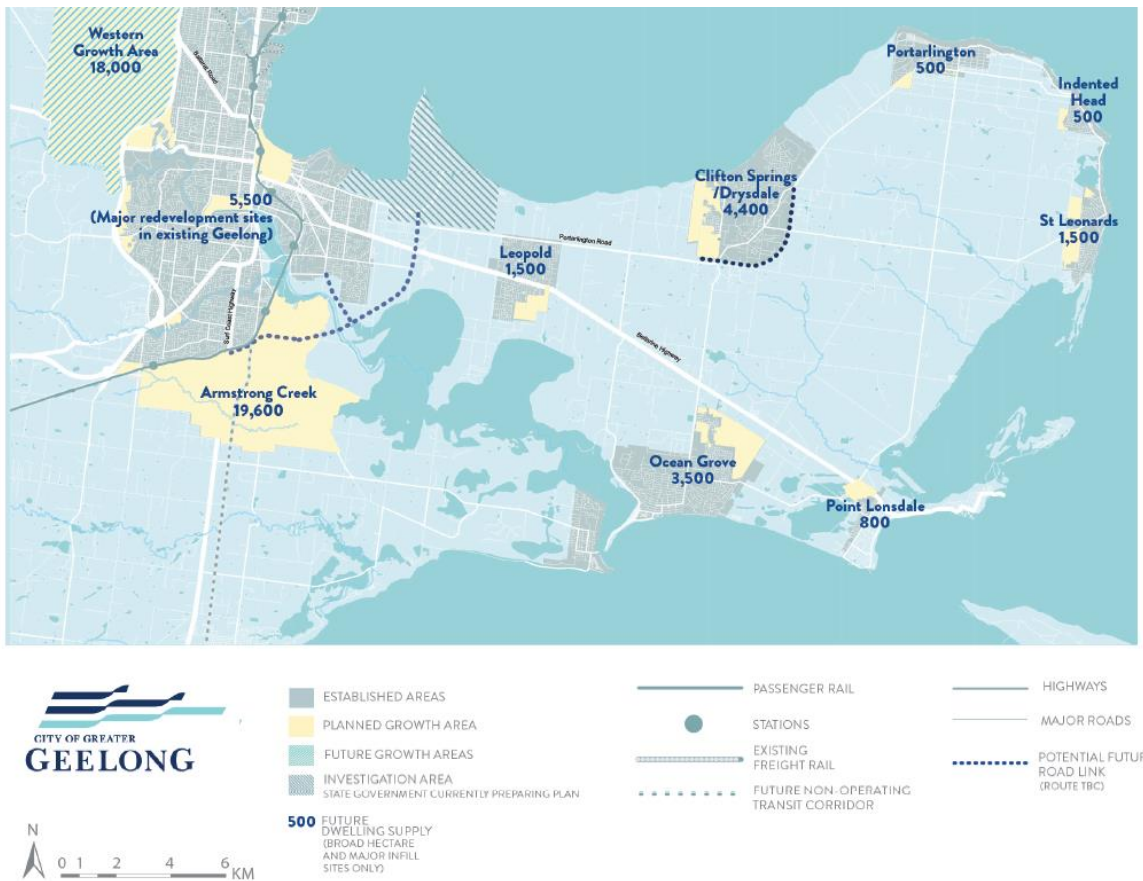 Western
Growth Area
18,000
Portarlington
500
Indented
Head
500
Clifton Springs
/Drysdale
4,400
5,500
(Major redevelopment sites
in existing Geelong)
St Leonards
1,500
Portarlington Road
Leopold
1,500
Surf Coast Highway
Bellarine Highway
Armstrong Creek
19,600
Ocean Grove
3,500
Point Lonsdale
800
CITY OF GREATER
GEELONG
N
0 1 2 4 6 KM
ESTABLISHED AREAS
PLANNED GROWTH AREA
FUTURE GROWTH AREAS
INVESTIGATION AREA
STATE GOVERNMENT CURRENTLY PREPARING PLAN
500 FUTURE
DWELLING SUPPLY
(BROAD HECTARE
AND MAJOR INFILL
SITES ONLY)
PASSENGER RAIL
STATIONS
EXISTING
FREIGHT RAIL
FUTURE NON-OPERATING
TRANSIT CORRIDOR
HIGHWAYS
MAJOR ROADS
POTENTIAL FUTUR
ROAD LINK
(ROUTE TBC)